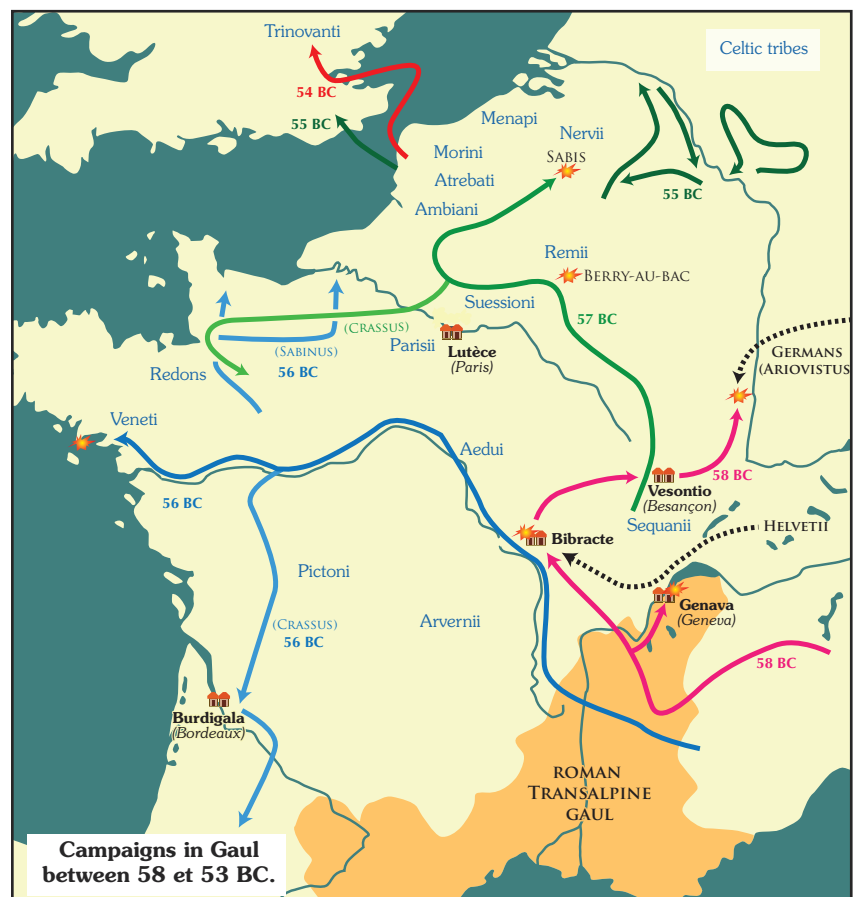 Trinovanti
Celtic tribes
54 BC
55 BC
Menapi
Nervii
Morini
SABIS
Atrebati
55 BC
Ambiani
Remii
BERRY-AU-BAC
Suessioni
57 BC
(CRASSUS)
Parisii
Lutèce
(Paris)
(SABINUS)
56 BC
GERMANS
(ARIOVISTUS
Redons
Veneti
Aedui
56 BC
58 BC
Vesontio
(Besançon)
Sequanii
HELVETII
Bibracte
Pictoni
Genava
(Geneva)
Arvernii
(CRASSUS)
56 BC
58 BC
Burdigala
(Bordeaux)
ROMAN
TRANSALPINE
GAUL
Campaigns in Gaul
between 58 et 53 BC.